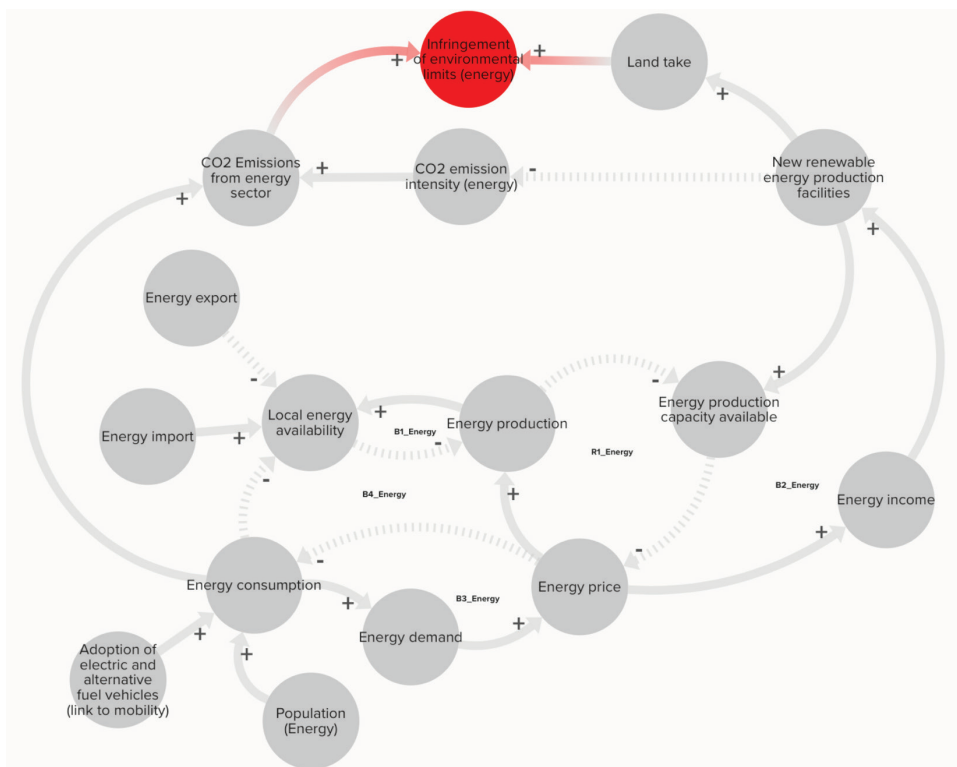 Infringement
of environmental
limits (energy)
+
+
Land take
+
CO2 Emissions
from energy
sector
+
CO2 emission
intensity (energy)
-
New renewable
energy production
facilities
+
+
Energy export
-
Energy import
+
Local energy
availability
+
B1_Energy
-
Energy production
-
+
Energy production
capacity available
R1_Energy
B4_Energy
-
+
B2_Energy
Energy income
+
-
-
Energy consumption
+
B3_Energy
Energy price
Energy demand
+
+
+
Adoption of
electric and
alternative
fuel vehicles
(link to mobility)
Population
(Energy)